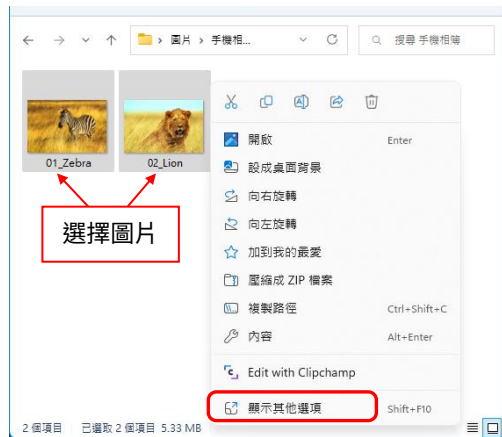 圖片 › 手機相...
搜尋 手機相簿
01_Zebra
02_Lion
選擇圖片
開啟 Enter
設成桌面背景
向右旋轉
向左旋轉
加到我的最愛
壓縮成 ZIP 檔案
複製路徑 Ctrl+Shift+C
內容 Alt+Enter
Edit with Clipchamp
顯示其他選項 Shift+F10
2 個項目 已選取 2 個項目 5.33 MB